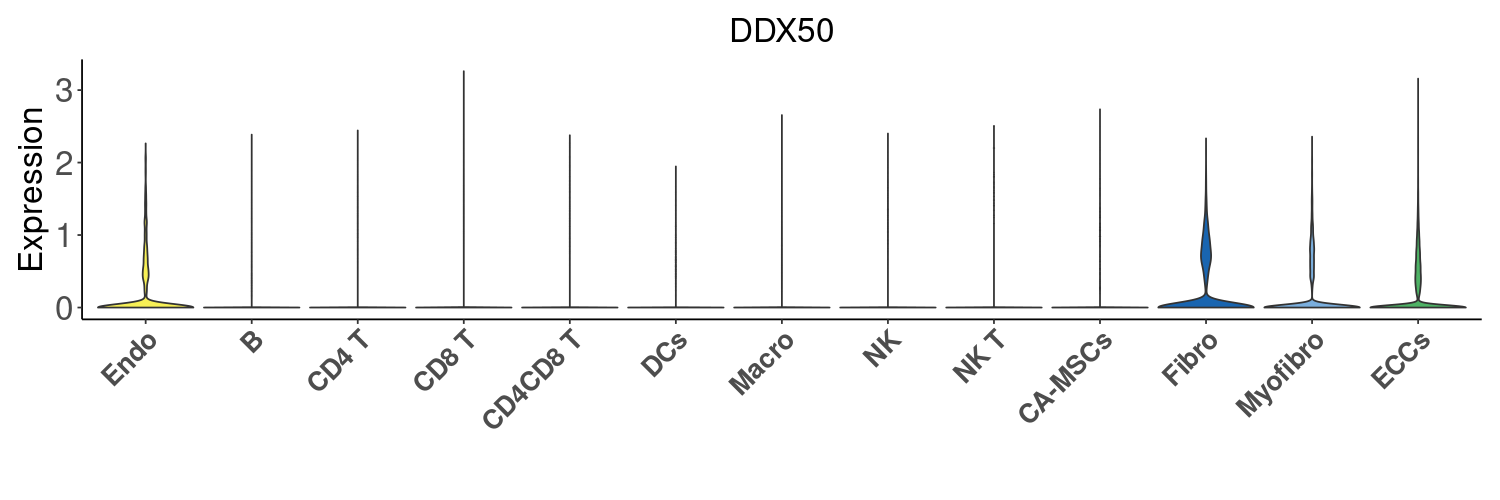 DDX50
Expression
3
2
1
0
Endo
B
CD4 T
CD8 T
CD4CD8 T
DCs
Macro
NK
NK T
CA-MSCs
Fibro
Myofibro
ECCs